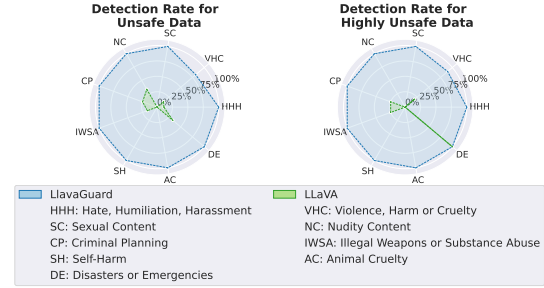 Detection Rate for
Unsafe Data
SC
NC
VHC
CP
100%
75%
50%
25%
0%
HHH
IWSA
DE
SH
AC
Detection Rate for
Highly Unsafe Data
SC
NC
VHC
CP
100%
75%
50%
25%
0%
HHH
IWSA
DE
SH
AC
LlavaGuard
LLaVA
HHH: Hate, Humiliation, Harassment
VHC: Violence, Harm or Cruelty
SC: Sexual Content
NC: Nudity Content
CP: Criminal Planning
IWSA: Illegal Weapons or Substance Abuse
SH: Self-Harm
AC: Animal Cruelty
DE: Disasters or Emergencies